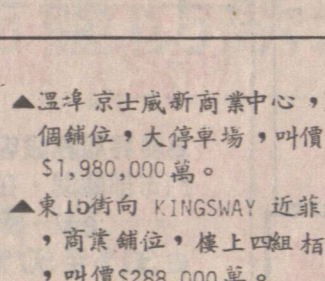 ▲溫埠京士威新商業中心，
個鋪位，大停車場，叫價
$1,980,000萬。
▲東15街向 KINGSWAY 近菲
，商業鋪位，樓上四組柏
，叫價$288,000萬。